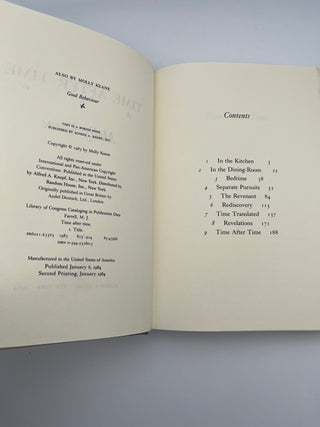 ALSO BY MOLLY KEANE
Good Behaviour
THIS IS A BORZOI BOOK
PUBLISHED BY ALFRED A. KNOPF, INC.
Copyright © 1983 by Molly Keane
All rights reserved under
International and Pan-American Copyright
Conventions. Published in the United States
by Alfred A. Knopf, Inc., New York. Distributed by
Random House, Inc., New York.
Originally published in Great Britain by
André Deutsch, Ltd., London.
Library of Congress Cataloging in Publication Data
Farrell, M. J.
Time after time.
I. Title.
1983
Manufactured in the United States of America
Published January 6, 1984
Second Printing, January 1984
Contents
1 In the Kitchen 3
2 In the Dining-Room 22
3 Bedtime 38
4 Separate Pursuits 52
5 The Revenant 84
6 Rediscovery 115
7 Time Translated 137
8 Revelations 171
9 Time After Time 188